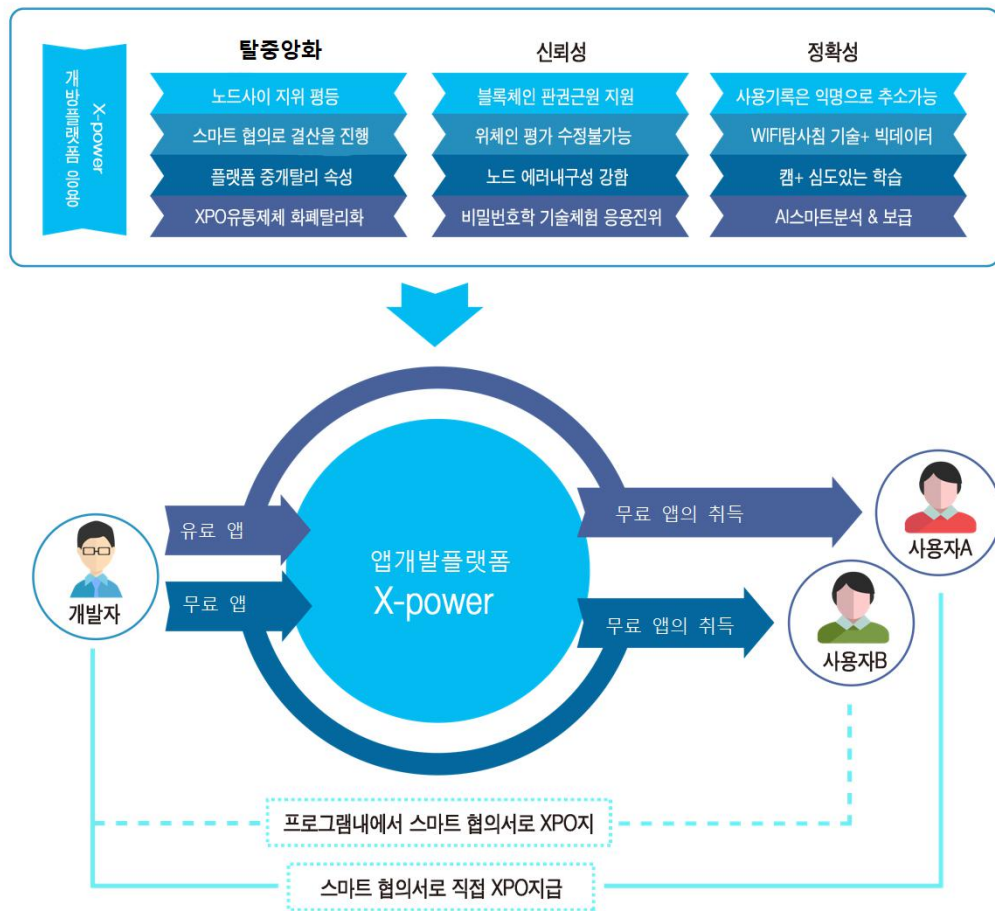 X-power
개방플랫폼 응용
탈중앙화
노드사이 지위 평등
스마트 협의로 결산을 진행
플랫폼 중개탈리 속성
XPO유통제체 화폐탈리화
신뢰성
블록체인 판권근원 지원
위체인 평가 수정불가능
노드 에러내구성 강함
비밀번호학 기술체험 응용진위
정확성
사용기록은 익명으로 추소가능
WIFI탐사침 기술+ 빅데이터
캠+ 심도있는 학습
AI스마트분석 & 보급
개발자
유료 앱
무료 앱
앱개발플랫폼
X-power
무료 앱의 취득
무료 앱의 취득
사용자A
사용자B
프로그램내에서 스마트 협의서로 XPO지
스마트 협의서로 직접 XPO지급